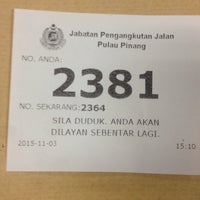 Jabatan Pengangkutan Jalan
Pulau Pinang
NO. ANDA:
2381
NO. SEKARANG:2364
SILA DUDUK. ANDA AKAN
DILAYAN SEBENTAR LAGI.
2015-11-03 15:10